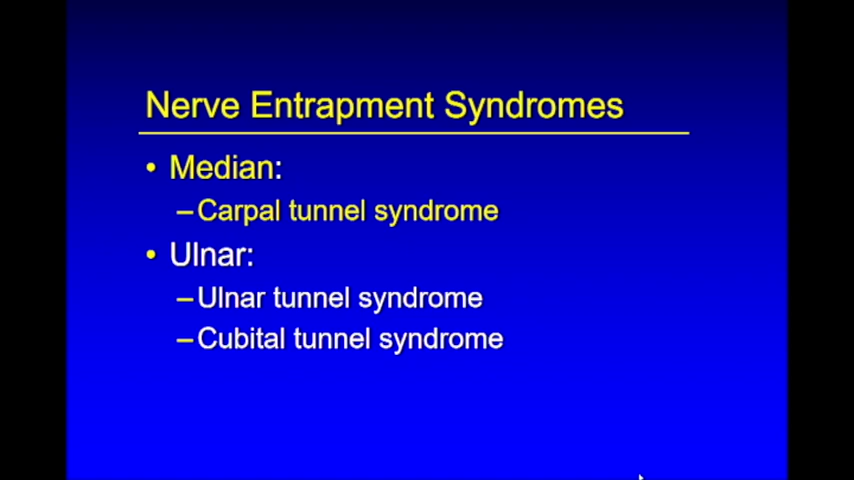 Nerve Entrapment Syndromes
• Median:
–Carpal tunnel syndrome
• Ulnar:
–Ulnar tunnel syndrome
–Cubital tunnel syndrome